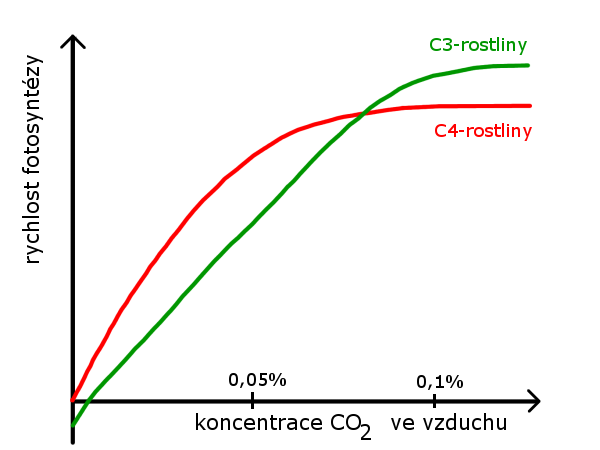 C3-rostliny
rychlost fotosyntézy
C4-rostliny
0,05%
0,1%
koncentrace CO2 ve vzduchu